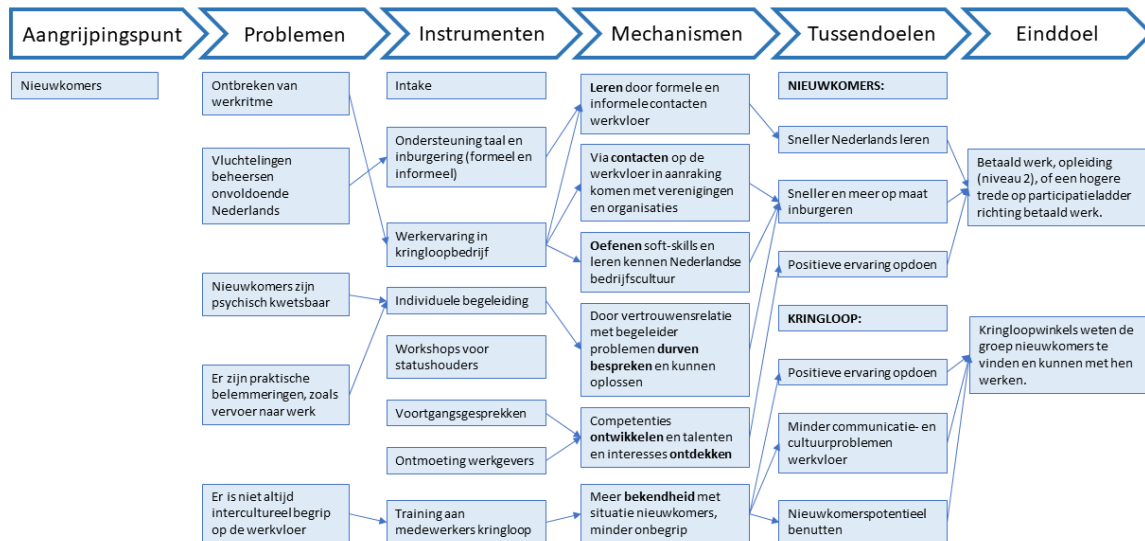 Aangrijpingspunt
Problemen
Instrumenten
Mechanismen
Tussendoelen
Einddoel
Nieuwkomers
Ontbreken van
werkritme
Vluchtelingen
beheersen
onvoldoende
Nederlands
Nieuwkomers zijn
psychisch kwetsbaar
Er zijn praktische
belemmeringen, zoals
vervoer naar werk
Er is niet altijd
intercultureel begrip
op de werkvloer
Intake
Ondersteuning taal en
inburgering (formeel en
informeel)
Werkervaring in
kringloopbedrijf
Individuele begeleiding
Workshops voor
statushouders
Voortgangsgesprekken
Ontmoeting werkgevers
Training aan
medewerkers kringloop
Leren door formele en
informele contacten
werkvloer
Via contacten op de
werkvloer in aanraking
komen met verenigingen
en organisaties
Oefenen soft-skills en
leren kennen Nederlandse
bedrijfscultuur
Door vertrouwensrelatie
met begeleider
problemen durven
bespreken en kunnen
oplossen
Competenties
ontwikkelen en talenten
en interesses ontdekken
Meer bekendheid met
situatie nieuwkomers,
minder onbegrip
NIEUWKOMERS:
Sneller Nederlands leren
Sneller en meer op maat
inburgeren
Positieve ervaring opdoen
KRINGLOOP:
Positieve ervaring opdoen
Minder communicatie- en
cultuurproblemen
werkvloer
Nieuwkomerspotentieel
benutten
Betaald werk, opleiding
(niveau 2), of een hogere
trede op participatieladder
richting betaald werk.
Kringloopwinkels weten de
groep nieuwkomers te
vinden en kunnen met hen
werken.